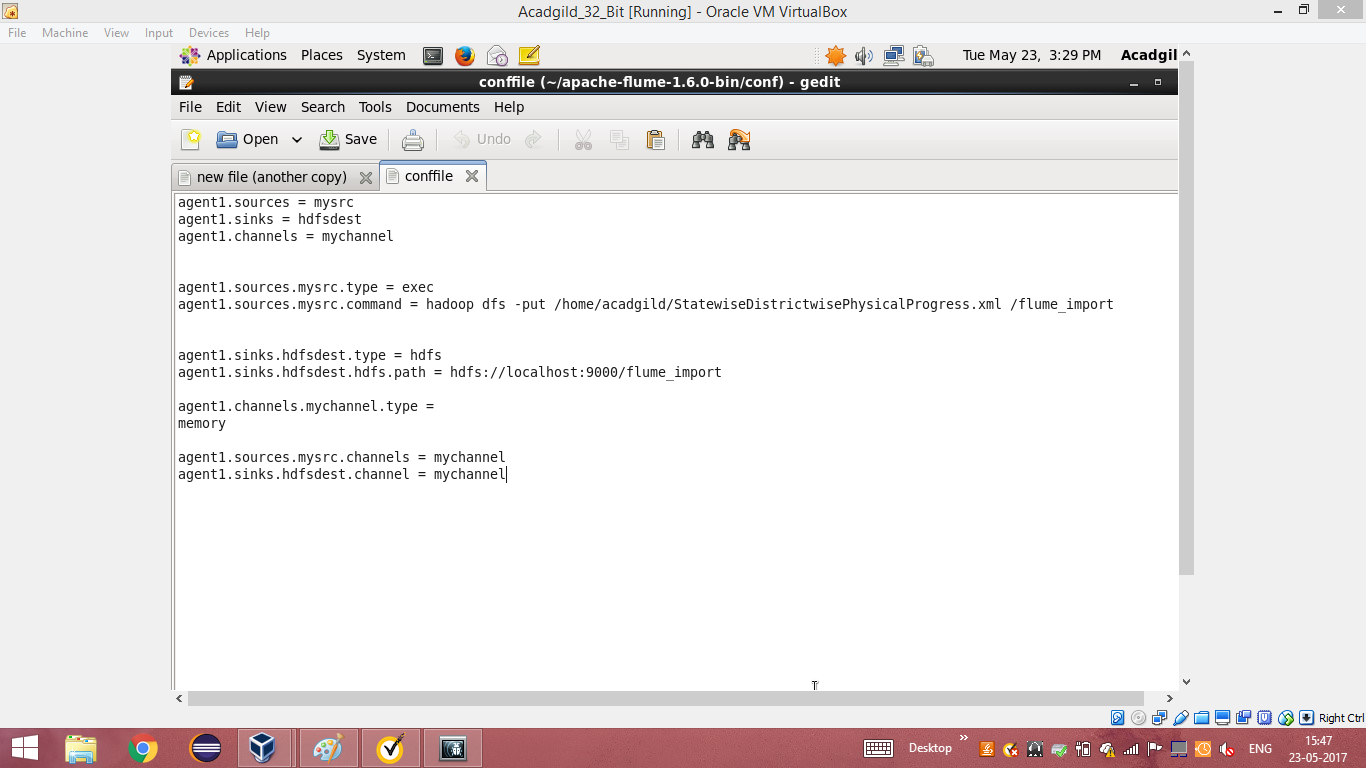 Acadgild_32_Bit [Running] - Oracle VM VirtualBox
File Machine View Input Devices Help
Applications Places System Tue May 23, 3:29 PM Acadgil
conffile (~/apache-flume-1.6.0-bin/conf) - gedit
File Edit View Search Tools Documents Help
Open Save Undo
new file (another copy) conffile
agent1.sources = mysrc
agent1.sinks = hdfsdest
agent1.channels = mychannel
agent1.sources.mysrc.type = exec
agent1.sources.mysrc.command = hadoop dfs -put /home/acadgild/StatewiseDistrictwisePhysicalProgress.xml /flume_import
agent1.sinks.hdfsdest.type = hdfs
agent1.sinks.hdfsdest.hdfs.path = hdfs://localhost:9000/flume_import
agent1.channels.mychannel.type =
memory
agent1.sources.mysrc.channels = mychannel
agent1.sinks.hdfsdest.channel = mychannel
Right Ctrl
Desktop ENG 15:47
23-05-2017